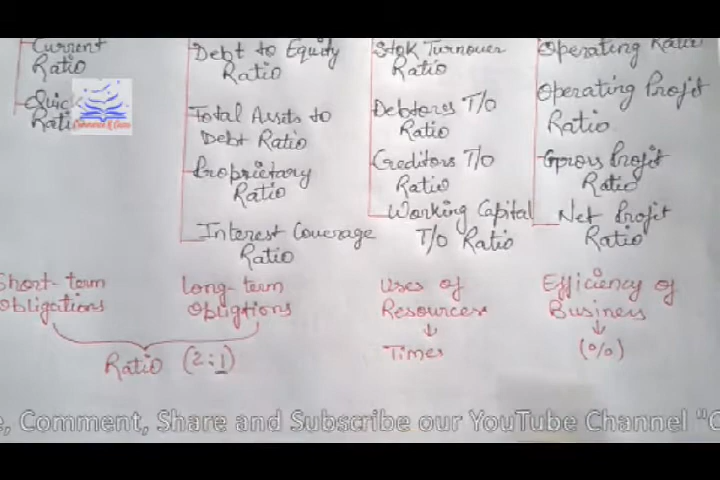 Current
Ratio
Quick
Ratio
Debt to Equity
Ratio
Total Assets to
Debt Ratio
Proprietary
Ratio
Interest Coverage
Ratio
Stok Turnover
Ratio
Debtors T/O
Ratio
Creditors T/O
Ratio
Working Capital
T/O Ratio
Operating Ratio
Operating Profit
Ratio
Gross Profit
Ratio
Net Profit
Ratio
Short-term
Obligations
Long-term
Obligtions
Uses of
Resources
↓
Times
Efficiency of
Business
↓
(%)
Ratio (2:1)
e, Comment, Share and Subscribe our YouTube Channel "C